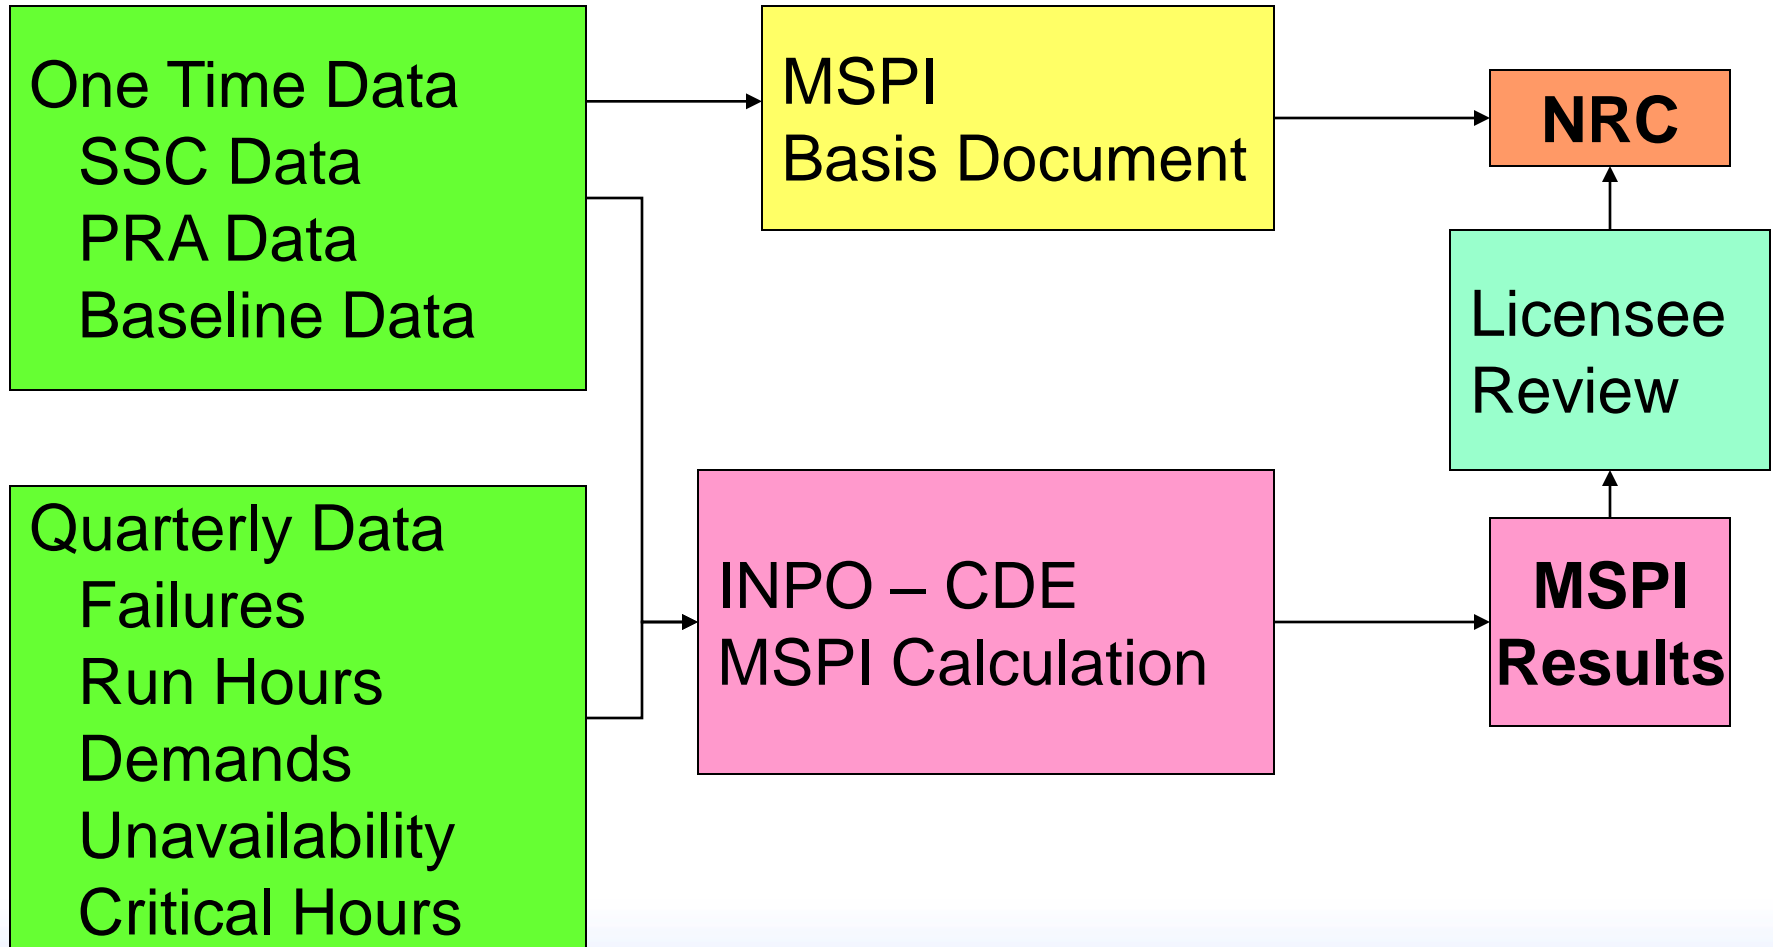 One Time Data
SSC Data
PRA Data
Baseline Data
MSPI
Basis Document
NRC
Licensee
Review
Quarterly Data
Failures
Run Hours
Demands
Unavailability
Critical Hours
INPO – CDE
MSPI Calculation
MSPI
Results